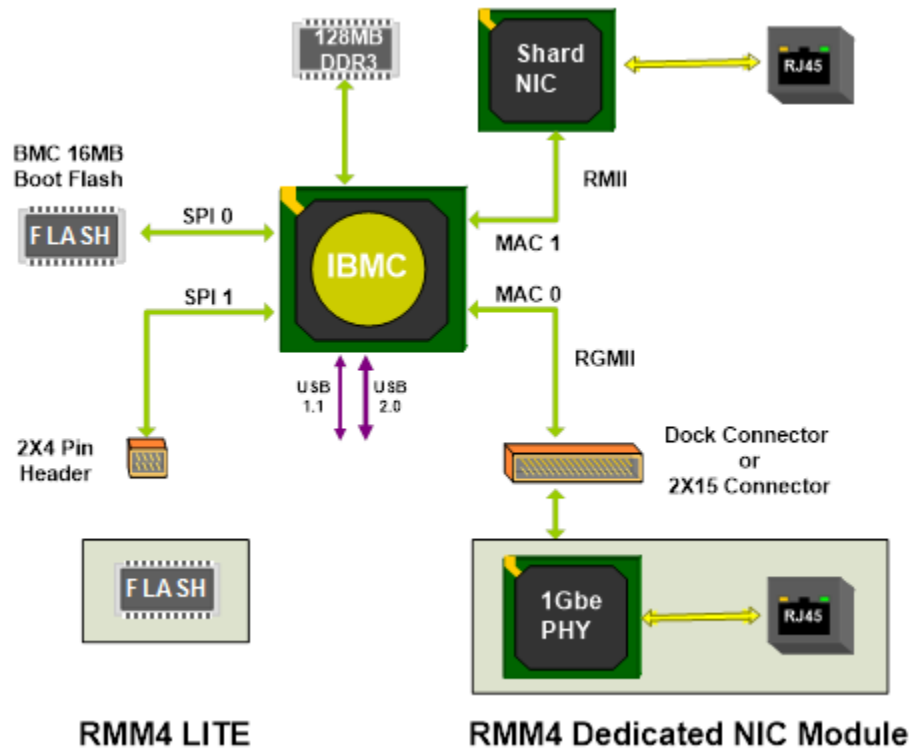 128MB
DDR3
Shard
NIC
RJ45
BMC 16MB
Boot Flash
FLASH
SPI 0
RMII
MAC 1
IBMC
SPI 1
MAC 0
RGMII
USB
1.1
USB
2.0
2X4 Pin
Header
Dock Connector
or
2X15 Connector
FLASH
1Gbe
PHY
RJ45
RMM4 LITE
RMM4 Dedicated NIC Module